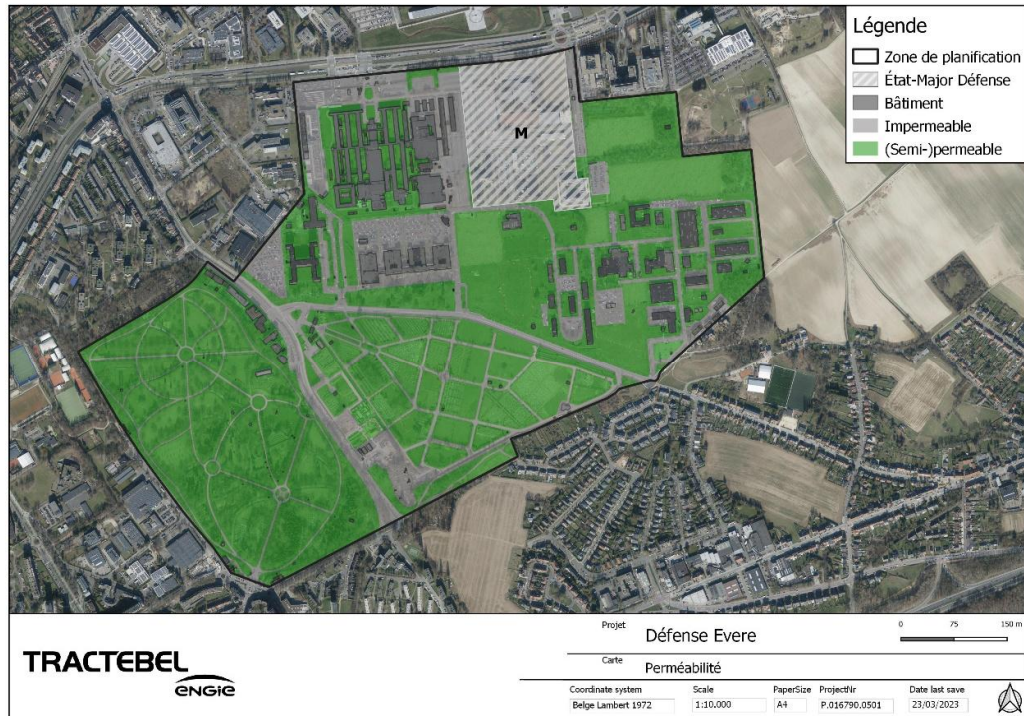 Légende
Zone de planification
État-Major Défense
Bâtiment
Impermeable
(Semi-)permeable
M
TRACTEBEL
ENGIE
Projet
Défense Evere
0 75 150 m
Carte
Perméabilité
Coordinate system Scale PaperSize ProjectNr Date last save
Belge Lambert 1972 1:10.000 A4 P.016790.0501 23/03/2023